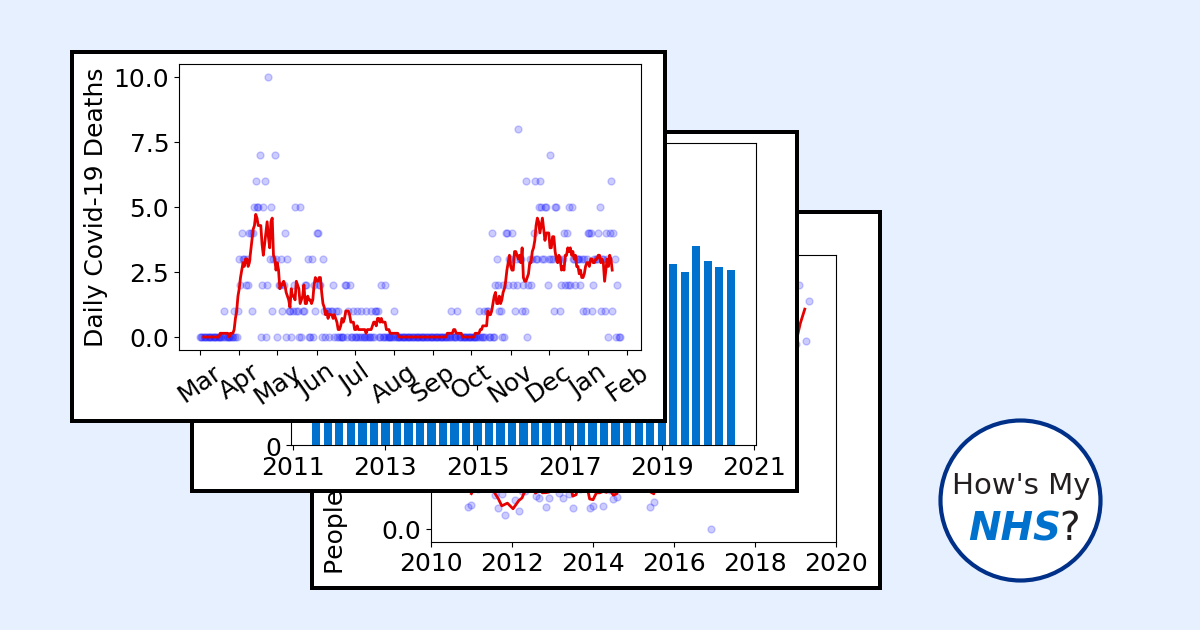 Daily Covid-19 Deaths
10.0
7.5
5.0
2.5
0.0
Mar Apr May Jun Jul Aug Sep Oct Nov Dec Jan Feb
0
2011 2013 2015 2017 2019 2021
People
0.0
2010 2012 2014 2016 2018 2020
How's My
NHS?